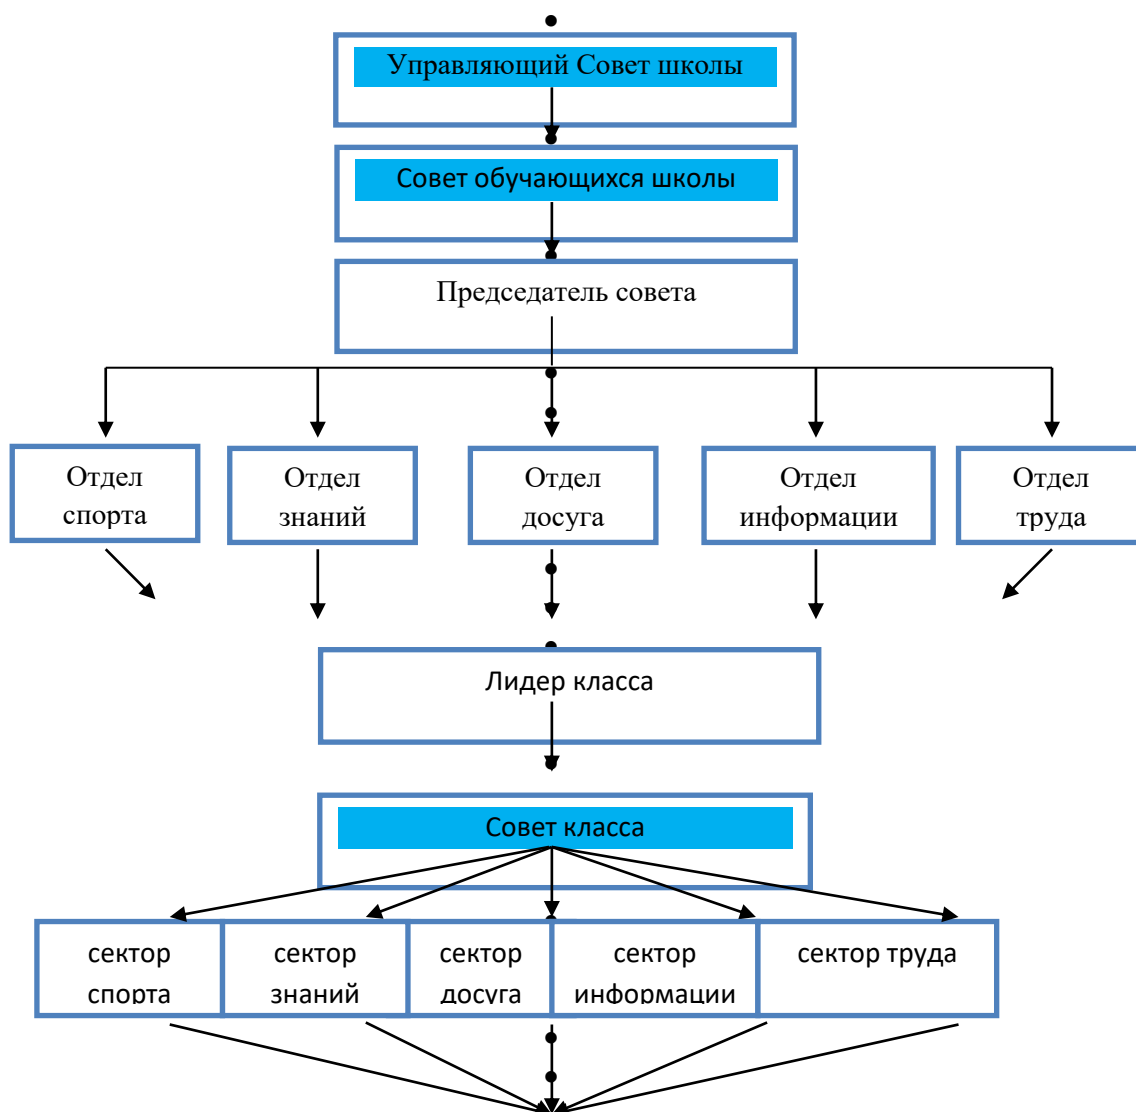 Управляющий Совет школы
Совет обучающихся школы
Председатель совета
Отдел
спорта
Отдел
знаний
Отдел
досуга
Отдел
информации
Отдел
труда
Лидер класса
Совет класса
сектор
спорта
сектор
знаний
сектор
досуга
сектор
информации
сектор труда